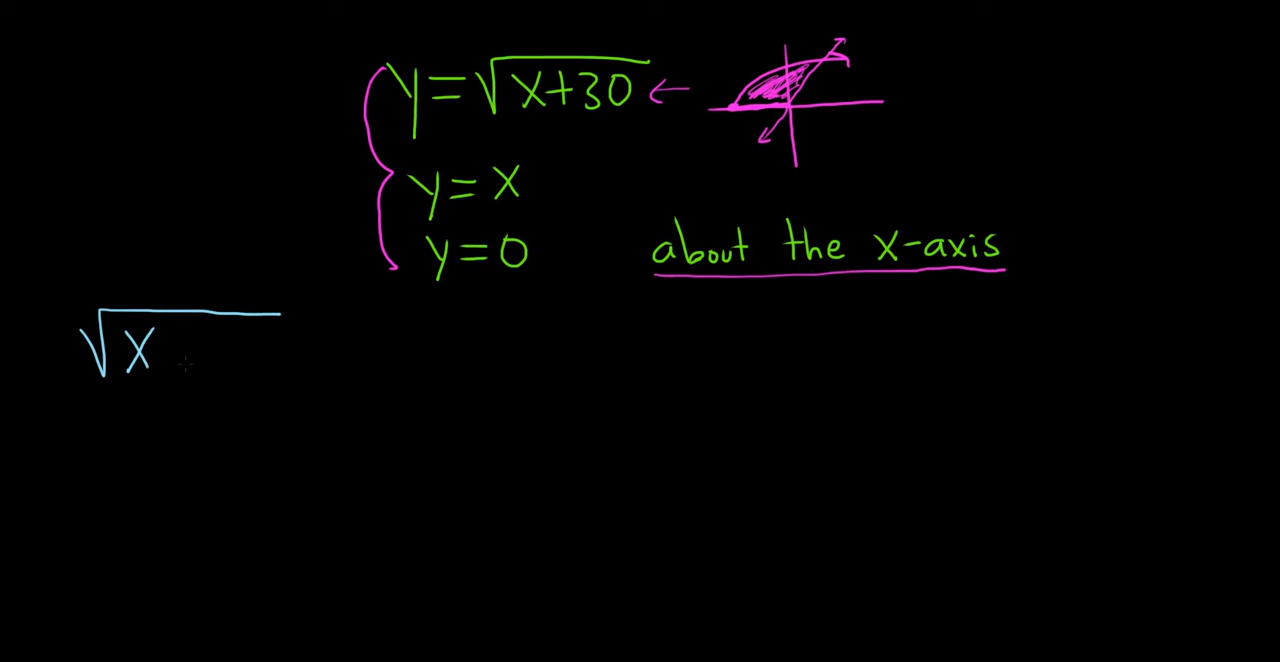 y=√x+30 ←
y=x
y=0 about the x-axis
√x